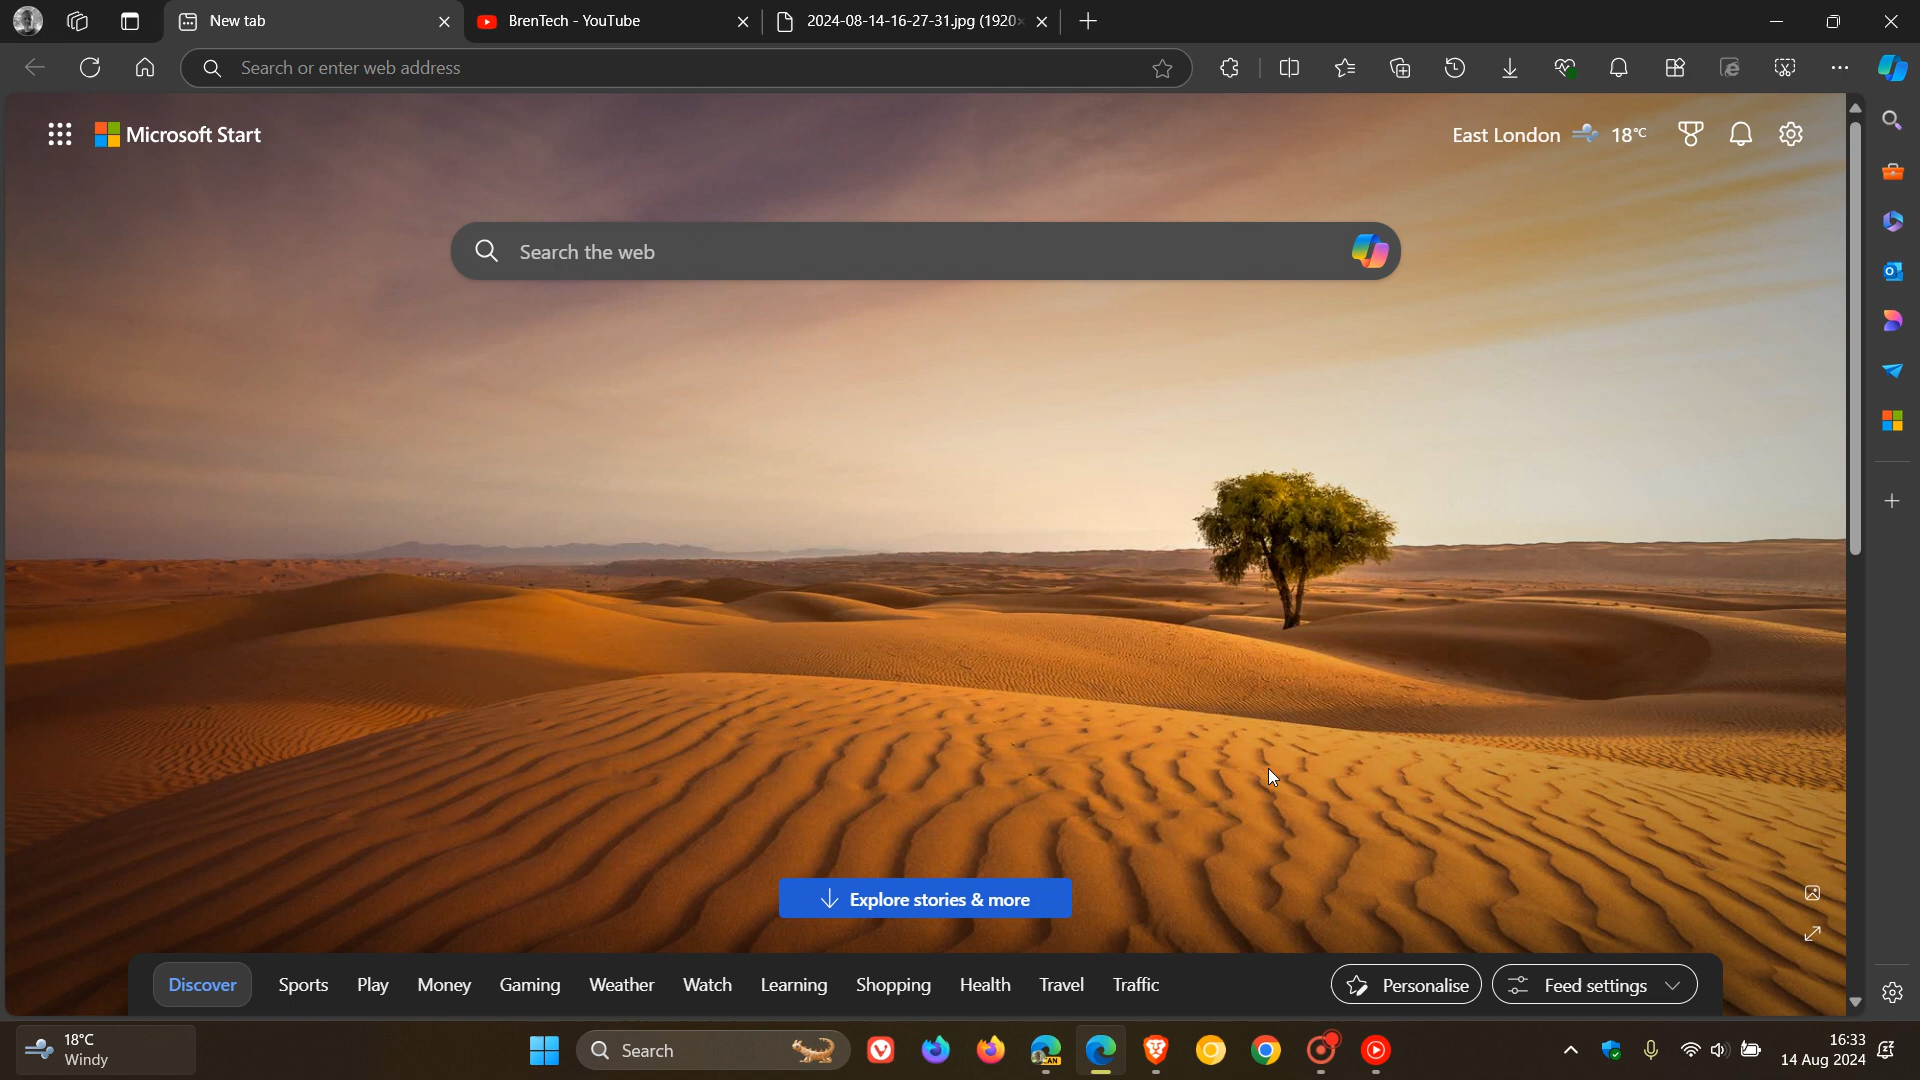 New tab
BrenTech - YouTube
2024-08-14-16-27-31.jpg (1920
Search or enter web address
Microsoft Start
East London 18°C
Search the web
Explore stories & more
Discover Sports Play Money Gaming Weather Watch Learning Shopping Health Travel Traffic
Personalise
Feed settings
18°C
Windy
Search
CAN
16:33
14 Aug 2024